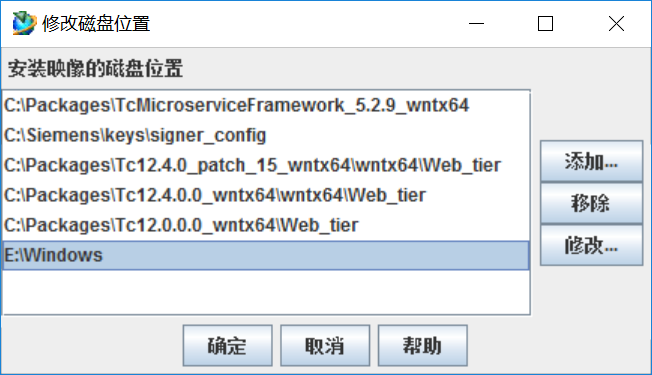 修改磁盘位置
安装映像的磁盘位置
C:\Packages\TcMicroserviceFramework_5.2.9_wntx64
C:\Siemens\keys\signer_config
C:\Packages\Tc12.4.0_patch_15_wntx64\wntx64\Web_tier
C:\Packages\Tc12.4.0.0_wntx64\wntx64\Web_tier
C:\Packages\Tc12.0.0.0_wntx64\Web_tier
E:\Windows
添加...
移除
修改...
确定 取消 帮助